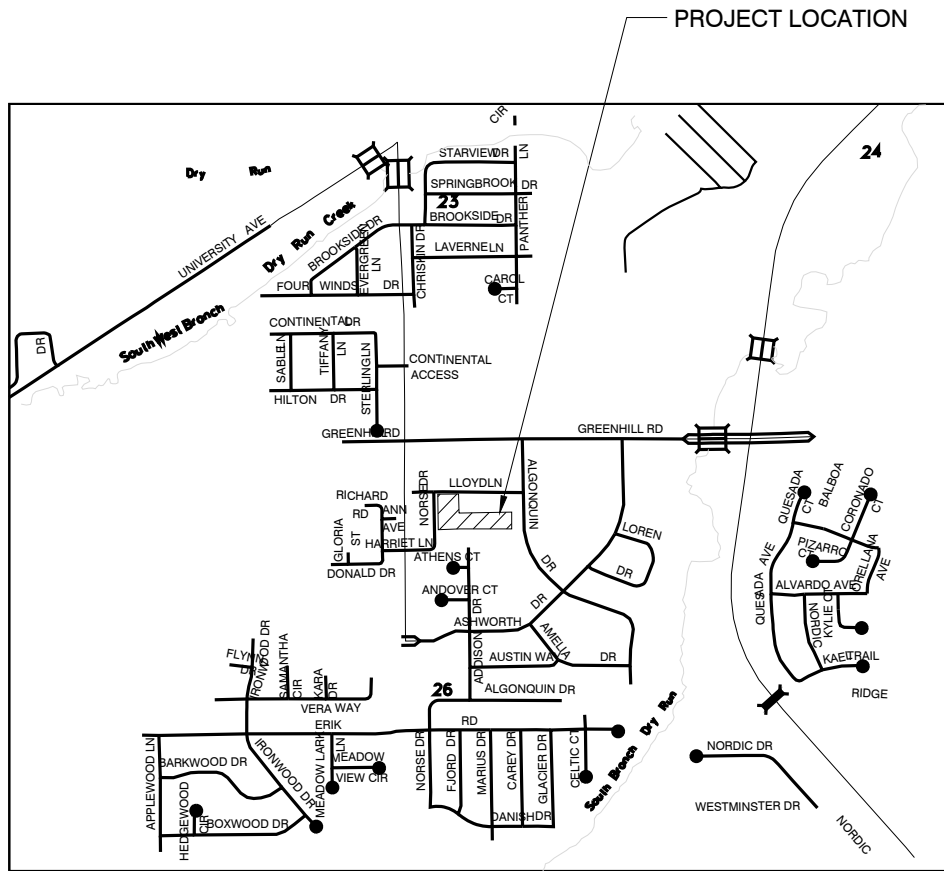 PROJECT LOCATION
CIR
24
STARVIEW DR
LN
Dry Run
SPRINGBROOK DR
23
BROOKSIDE DR
PANTHER
UNIVERSITY AVE
Dry Run Creek
BROOKSIDE DR
EVERGREEN
LN
CHRISKIN DR
LAVERNE LN
CAROL
CT
FOUR WINDS DR
South West Branch
DR
CONTINENTAL DR
SABLE LN
TIFFANY
LN
STERLING LN
CONTINENTAL
ACCESS
HILTON DR
GREENHILL RD
GREENHILL RD
ALGONQUIN
DR
LLOYD LN
NORSE DR
RICHARD
RD
ANN
AVE
GLORIA
ST
HARRIET LN
DONALD DR
ATHENS CT
ANDOVER CT
LOREN
DR
QUESADA
CT
BALBOA
CORONADO
CT
PIZARRO
CT
ORELLANA
AVE
QUESADA AVE
ALVARDO AVE
NORDIC
KYLIE CT
KAEL TRAIL
RIDGE
ASHWORTH DR
ADDISON DR
AMELIA
DR
AUSTIN WAY
ALGONQUIN DR
26
FLYNN
DR
IRONWOOD DR
SAMANTHA
CIR
KARA
DR
VERA WAY
ERIK RD
South Branch Dry Run
APPLEWOOD LN
BARKWOOD DR
IRONWOOD DR
MEADOW LARK
LN
MEADOW
VIEW CIR
NORSE DR
FJORD DR
MARIUS DR
CAREY DR
GLACIER DR
CELTIC CT
DANISH DR
HEDGEWOOD
CIR
BOXWOOD DR
NORDIC DR
WESTMINSTER DR
NORDIC